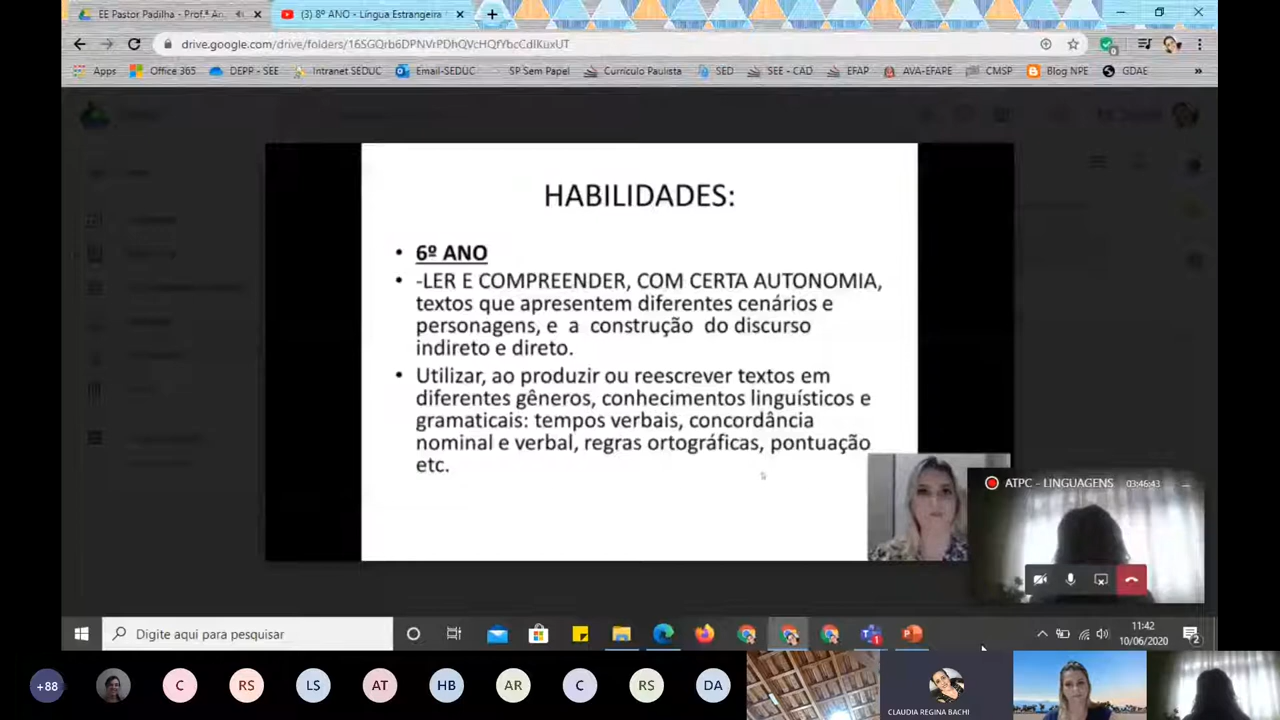 EE Pastor Padilha - Prof.ª An
(3) 8º ANO - Língua Estrangeira
drive.google.com/drive/folders/
Apps
Office 365
DEPP - SEE
Intranet SEDUC
Email-SEDUC
SP Sem Papel
Currículo Paulista
SED
SEE - CAD
EFAP
AVA-EFAPE
CMSP
Blog NPE
GDAE
»
HABILIDADES:
• 6º ANO
• -LER E COMPREENDER, COM CERTA AUTONOMIA,
textos que apresentem diferentes cenários e
personagens, e a construção do discurso
indireto e direto.
• Utilizar, ao produzir ou reescrever textos em
diferentes gêneros, conhecimentos linguísticos e
gramaticais: tempos verbais, concordância
nominal e verbal, regras ortográficas, pontuação
etc.
ATPC - LINGUAGENS 03:46:43
Digite aqui para pesquisar
11:42
10/06/2020
2
+88
C
RS
LS
AT
HB
AR
C
RS
DA
CLAUDIA REGINA BACHI